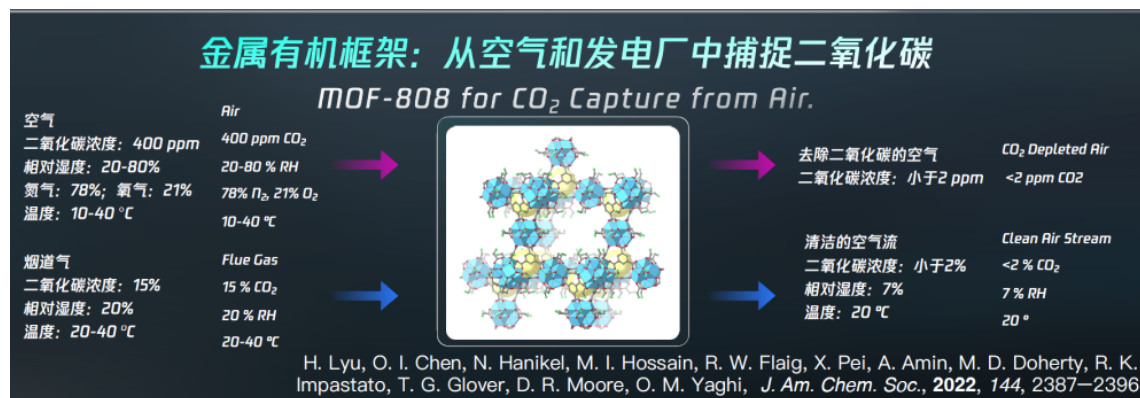 金属有机框架：从空气和发电厂中捕捉二氧化碳
MOF-808 for CO₂ Capture from Air.
空气
二氧化碳浓度：400 ppm
相对湿度：20-80%
氮气：78%；氧气：21%
温度：10-40 °C
Air
400 ppm CO₂
20-80 % RH
78% N₂, 21% O₂
10-40 ºC
去除二氧化碳的空气
二氧化碳浓度：小于2 ppm
CO₂ Depleted Air
<2 ppm CO2
烟道气
二氧化碳浓度：15%
相对湿度：20%
温度：20-40 °C
Flue Gas
15 % CO₂
20 % RH
20-40 ºC
清洁的空气流
二氧化碳浓度：小于2%
相对湿度：7%
温度：20 ºC
Clean Air Stream
<2 % CO₂
7 % RH
20 º
H. Lyu, O. I. Chen, N. Hanikel, M. I. Hossain, R. W. Flaig, X. Pei, A. Amin, M. D. Doherty, R. K.
Impastato, T. G. Glover, D. R. Moore, O. M. Yaghi, J. Am. Chem. Soc., 2022, 144, 2387−2396